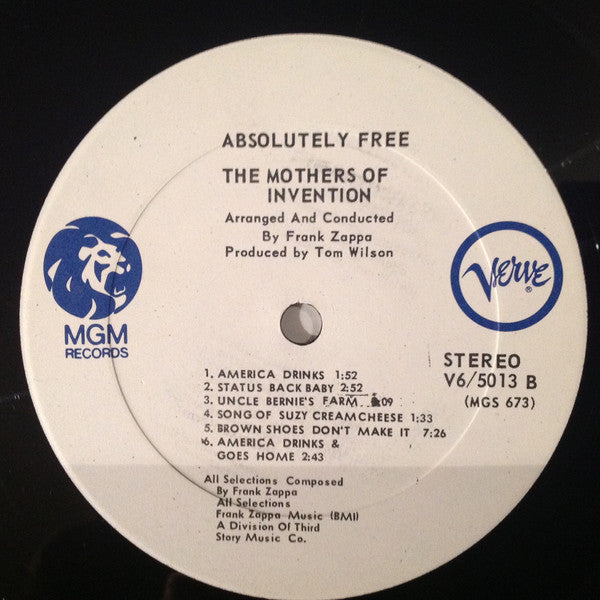 ABSOLUTELY FREE
THE MOTHERS OF
INVENTION
Arranged And Conducted
By Frank Zappa
Produced by Tom Wilson
MGM
RECORDS
Verve
®
STEREO
V6/5013 B
(MGS 673)
1. AMERICA DRINKS 1:52
2. STATUS BACK BABY 2:52
3. UNCLE BERNIE'S FARM :09
4. SONG OF SUZY CREAMCHEESE 1:33
5. BROWN SHOES DON'T MAKE IT 7:26
6. AMERICA DRINKS &
GOES HOME 2:43
All Selections Composed
By Frank Zappa
All Selections
Frank Zappa Music (BMI)
A Division Of Third
Story Music Co.